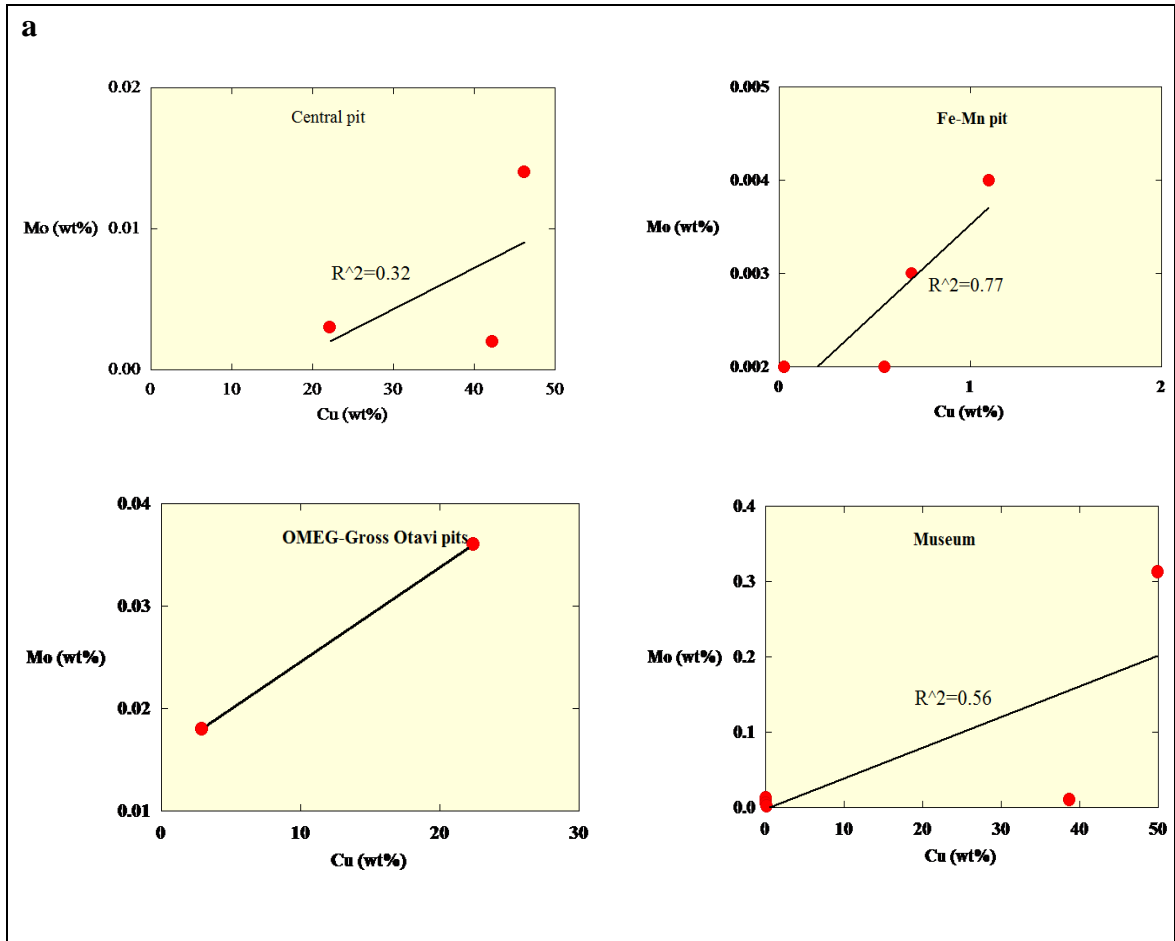 a
Central pit
0.02
0.01
0.00
Mo (wt%)
R^2=0.32
0 10 20 30 40 50
Cu (wt%)
Fe-Mn pit
0.005
0.004
0.003
0.002
Mo (wt%)
R^2=0.77
0 1 2
Cu (wt%)
OMEG-Gross Otavi pits
0.04
0.03
0.02
0.01
Mo (wt%)
0 10 20 30
Cu (wt%)
Museum
0.4
0.3
0.2
0.1
0.0
Mo (wt%)
R^2=0.56
0 10 20 30 40 50
Cu (wt%)